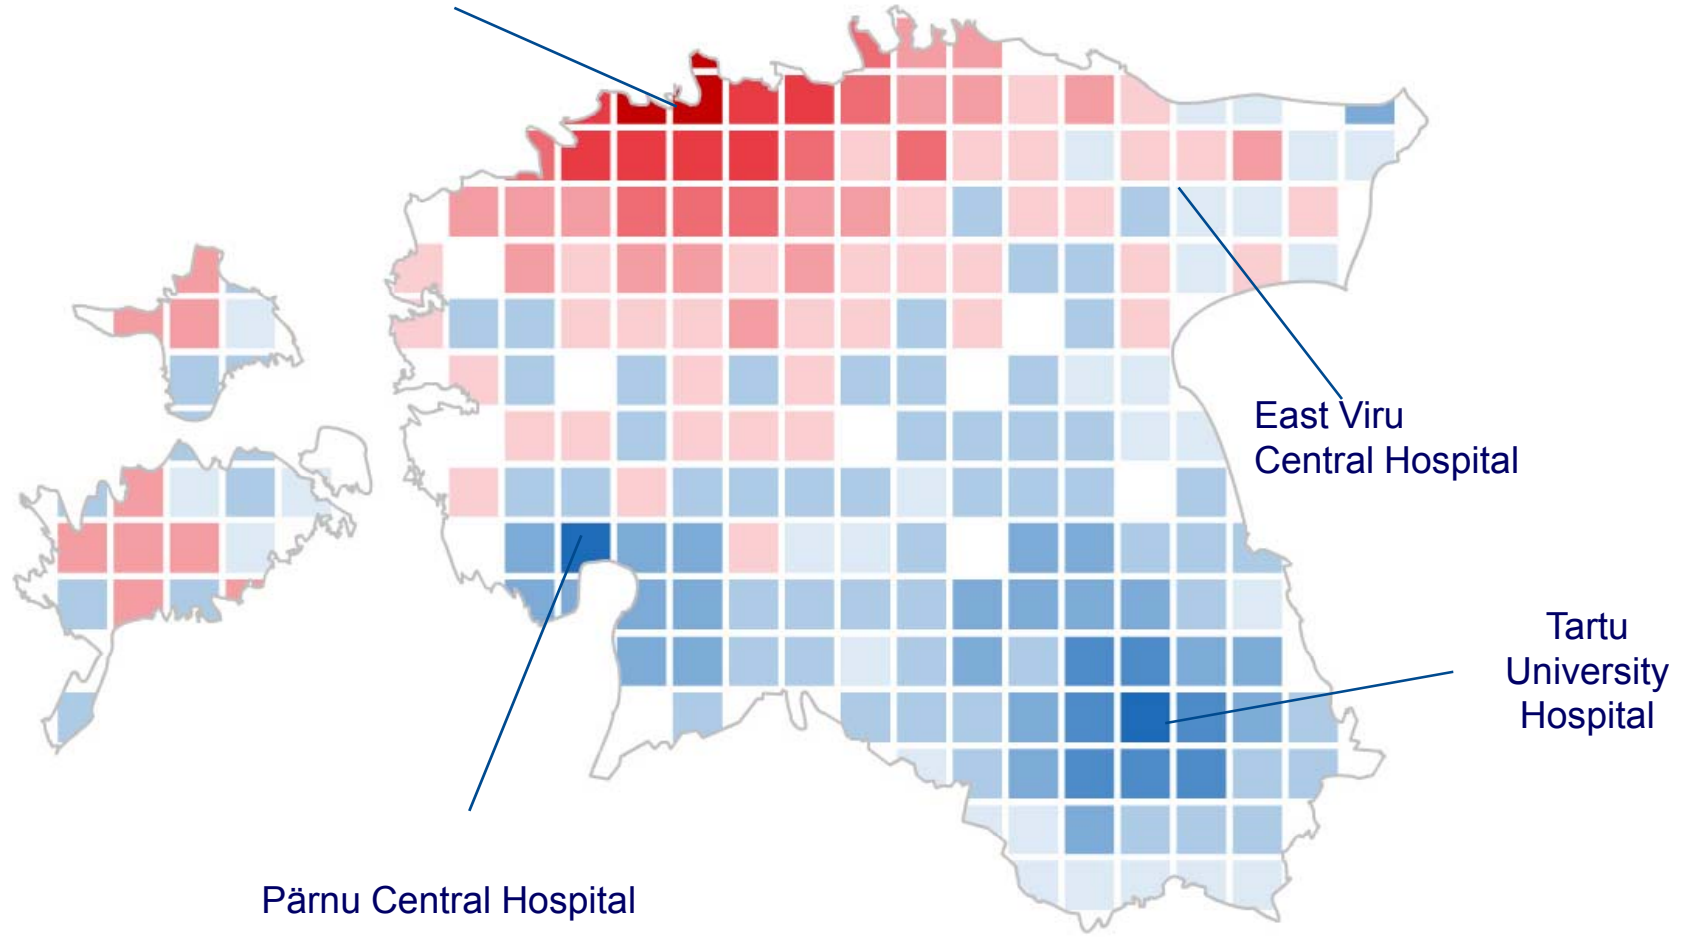 East Viru
Central Hospital
Tartu
University
Hospital
Pärnu Central Hospital